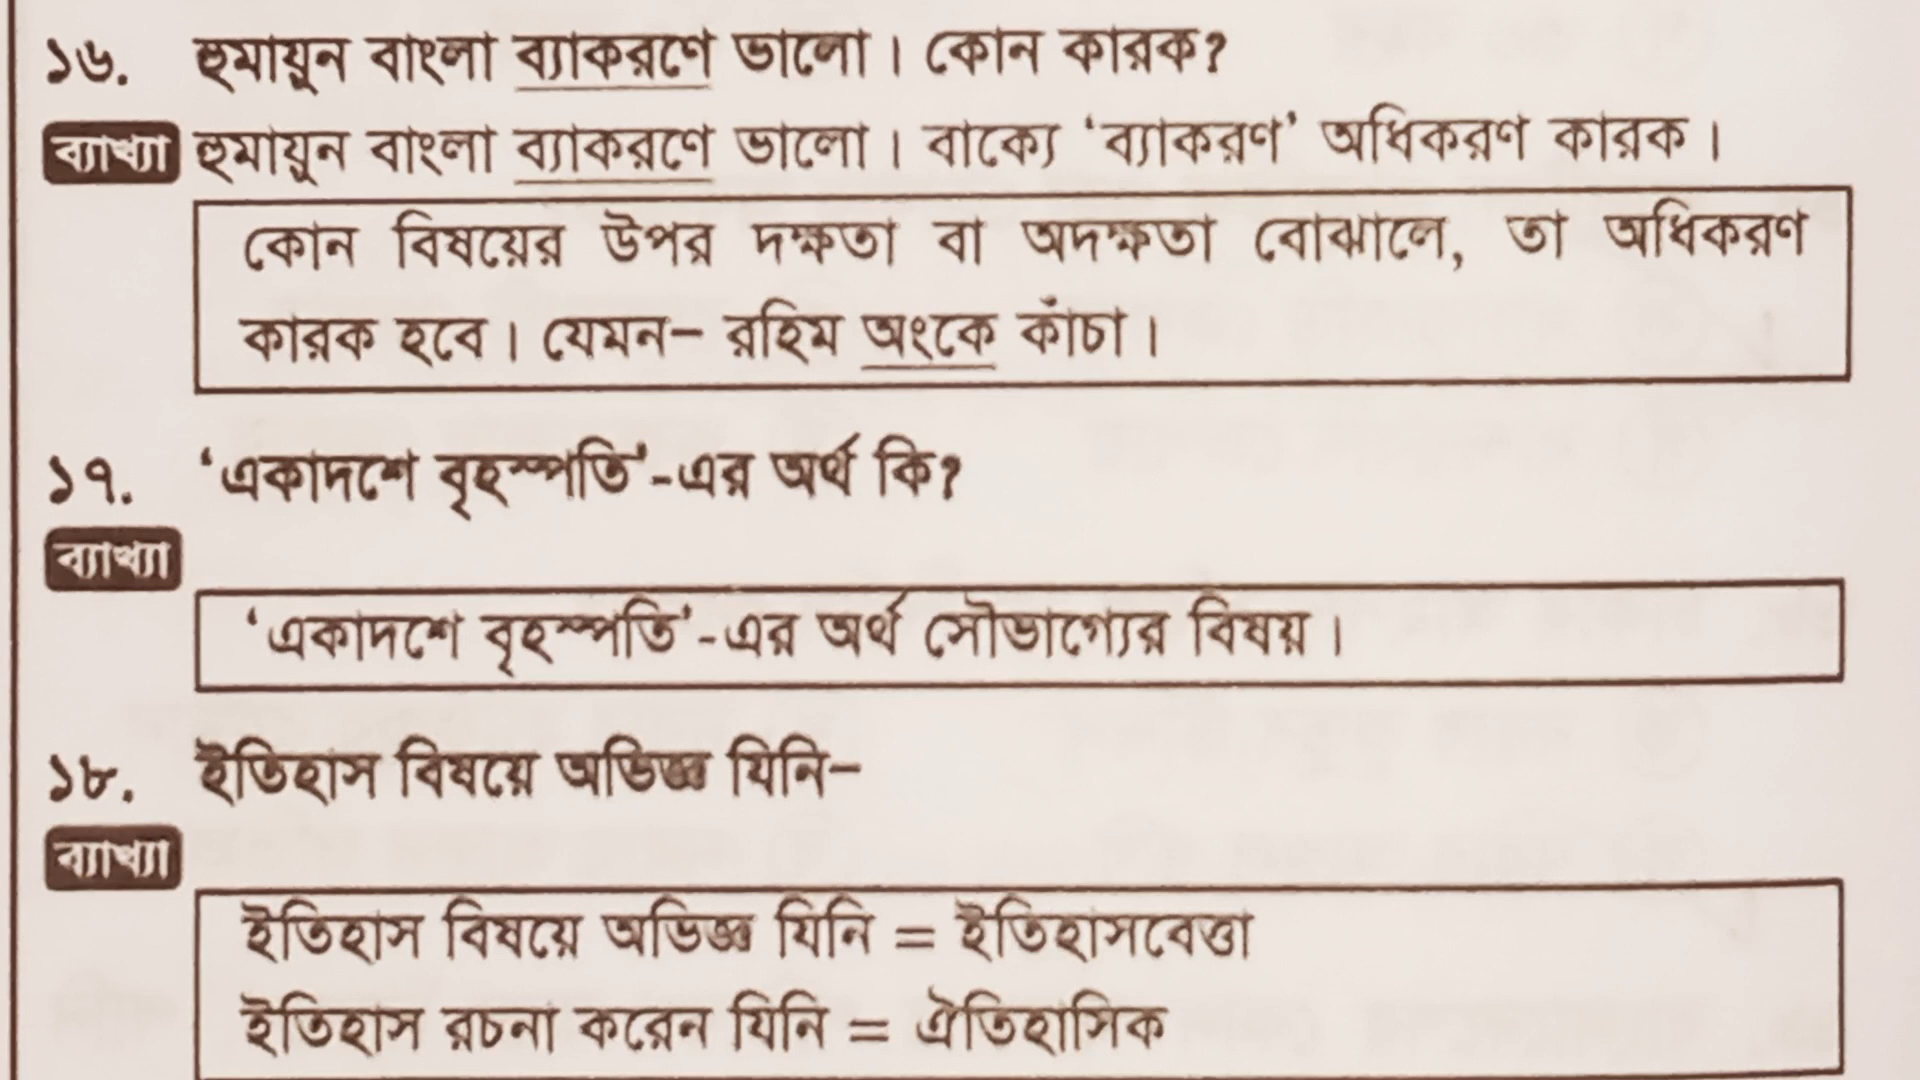 ১৬. হুমায়ুন বাংলা ব্যাকরণে ভালো। কোন কারক?
ব্যাখ্যা হুমায়ুন বাংলা ব্যাকরণে ভালো। বাক্যে ‘ব্যাকরণ’ অধিকরণ কারক।
কোন বিষয়ের উপর দক্ষতা বা অদক্ষতা বোঝালে, তা অধিকরণ
কারক হবে। যেমন– রহিম অংকে কাঁচা।
১৭. ‘একাদশে বৃহস্পতি’-এর অর্থ কি?
ব্যাখ্যা
‘একাদশে বৃহস্পতি’-এর অর্থ সৌভাগ্যের বিষয়।
১৮. ইতিহাস বিষয়ে অভিজ্ঞ যিনি–
ব্যাখ্যা
ইতিহাস বিষয়ে অভিজ্ঞ যিনি = ইতিহাসবেত্তা
ইতিহাস রচনা করেন যিনি = ঐতিহাসিক